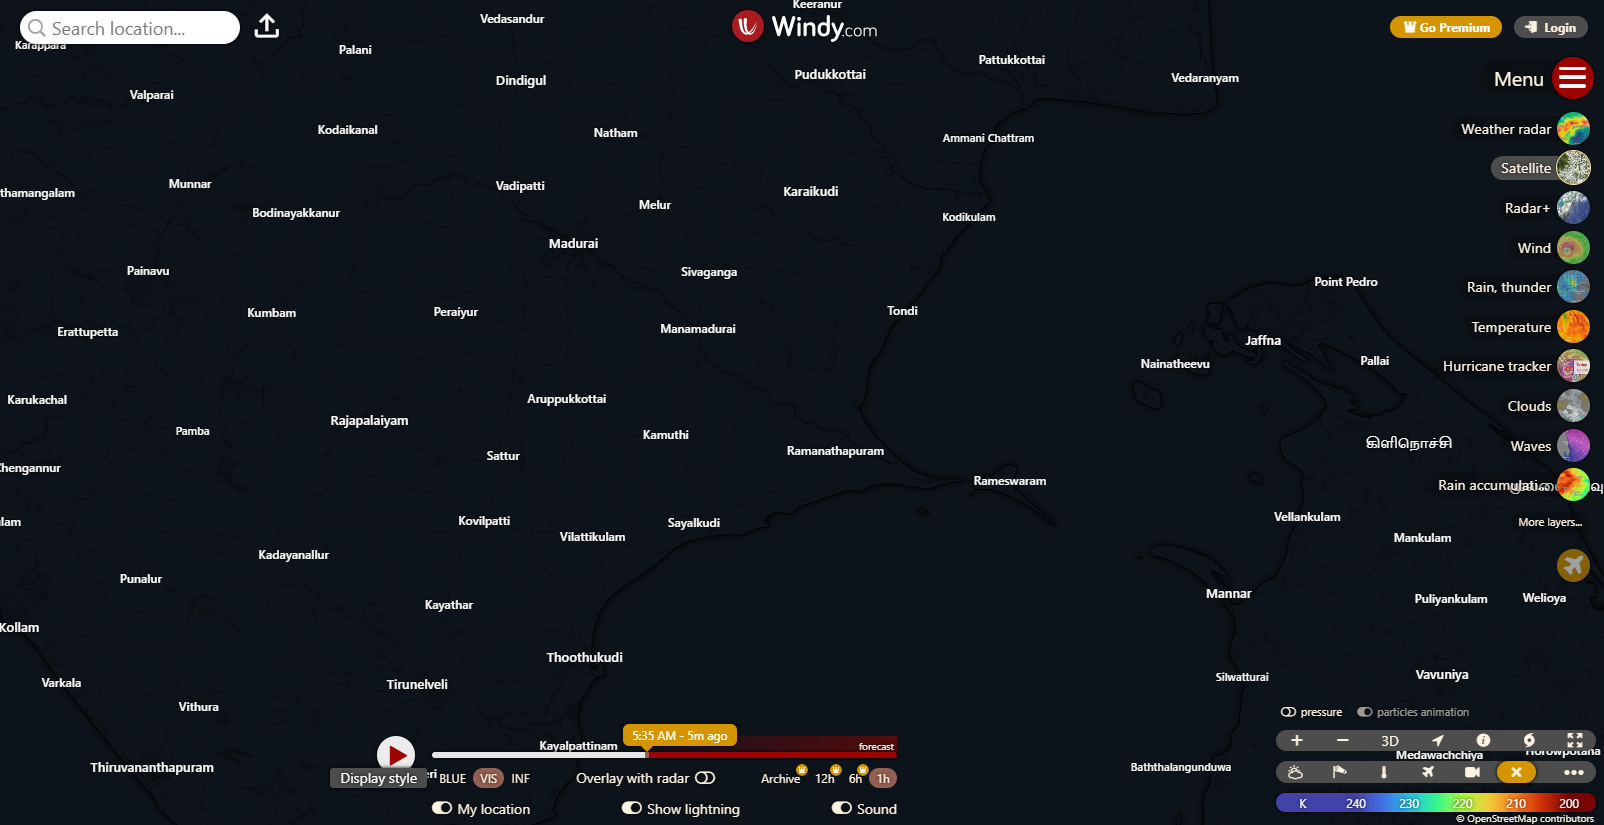 Search location...
Windy.com
Go Premium
Login
Menu
Weather radar
Satellite
Radar+
Wind
Rain, thunder
Temperature
Hurricane tracker
Clouds
Waves
Rain accumulati...
More layers...
Keeranur
Vedasandur
Karappara
Palani
Pattukkottai
Pudukkottai
Dindigul
Vedaranyam
Valparai
Kodaikanal
Natham
Ammani Chattram
Munnar
Vadipatti
Karaikudi
thamangalam
Melur
Bodinayakkanur
Kodikulam
Madurai
Painavu
Sivaganga
Point Pedro
Kumbam
Peraiyur
Tondi
Erattupetta
Manamadurai
Jaffna
Nainatheevu
Pallai
Karukachal
Aruppukkottai
Rajapalaiyam
Pamba
Kamuthi
கிளிநொச்சி
Ramanathapuram
Sattur
Chengannur
Rameswaram
Kovilpatti
Sayalkudi
Vellankulam
lam
Vilattikulam
Mankulam
Kadayanallur
Punalur
Kayathar
Mannar
Puliyankulam
Welioya
Kollam
Thoothukudi
Vavuniya
Silwatturai
Varkala
Tirunelveli
Vithura
Kayalpattinam
Thiruvananthapuram
Baththalangunduwa
Medawachchiya
Horowpotana
5:35 AM - 5m ago
forecast
Display style
eri
BLUE VIS INF
Overlay with radar
Archive 12h 6h 1h
My location
Show lightning
Sound
pressure
particles animation
+ − 3D
K 240 230 220 210 200
© OpenStreetMap contributors